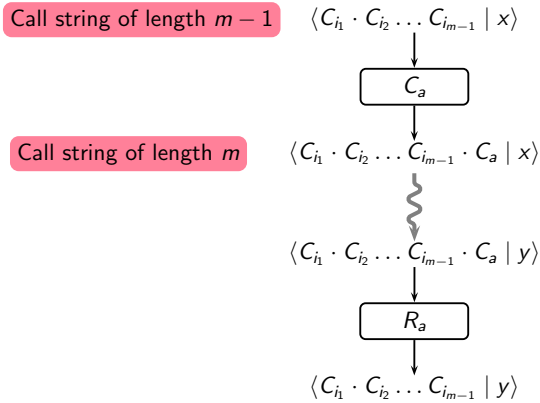 Call string of length m − 1 ⟨C_{i_1} · C_{i_2} … C_{i_{m−1}} | x⟩
C_a
Call string of length m ⟨C_{i_1} · C_{i_2} … C_{i_{m−1}} · C_a | x⟩
⟨C_{i_1} · C_{i_2} … C_{i_{m−1}} · C_a | y⟩
R_a
⟨C_{i_1} · C_{i_2} … C_{i_{m−1}} | y⟩